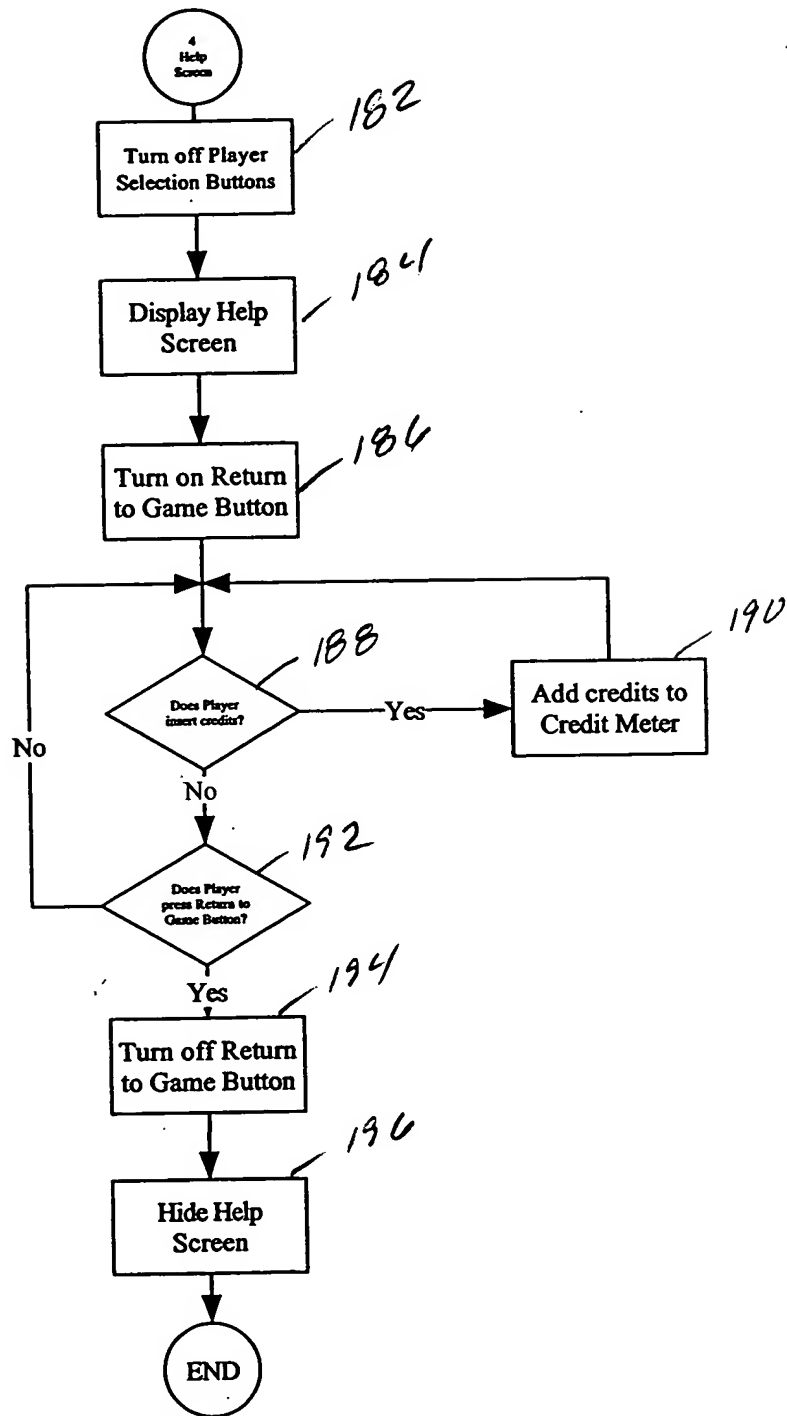 4
Help
Screen
182
Turn off Player
Selection Buttons
184
Display Help
Screen
186
Turn on Return
to Game Button
188
Does Player
insert credits?
Yes
190
Add credits to
Credit Meter
No
No
192
Does Player
press Return to
Game Button?
Yes
194
Turn off Return
to Game Button
196
Hide Help
Screen
END